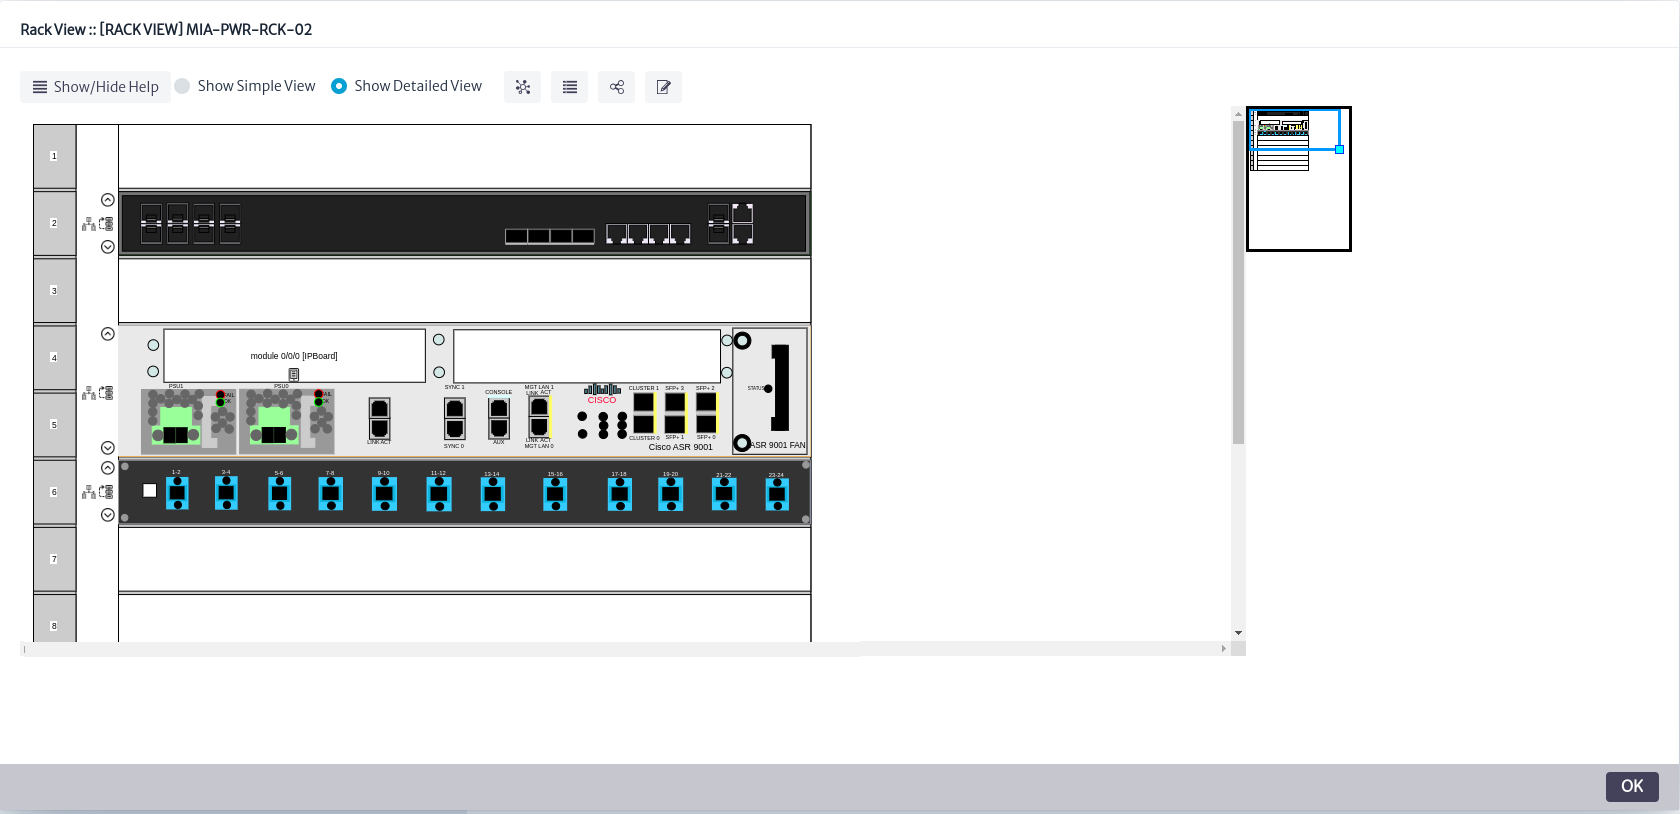 Rack View :: [RACK VIEW] MIA-PWR-RCK-02
Show/Hide Help Show Simple View Show Detailed View
1
2
3
4
module 0/0/0 [IPBoard]
PSU1 PSU0 SYNC 1 CONSOLE MGT LAN 1 CLUSTER 1 SFP+ 3 SFP+ 2
LINK ACT
STATUS
CISCO
FAIL FAIL
OK OK
5
LINK ACT SYNC 0 AUX LINK ACT CLUSTER 0 SFP+ 1 SFP+ 0
MGT LAN 0
Cisco ASR 9001
ASR 9001 FAN
1-2 3-4 5-6 7-8 9-10 11-12 13-14 15-16 17-18 19-20 21-22 23-24
6
7
8
OK